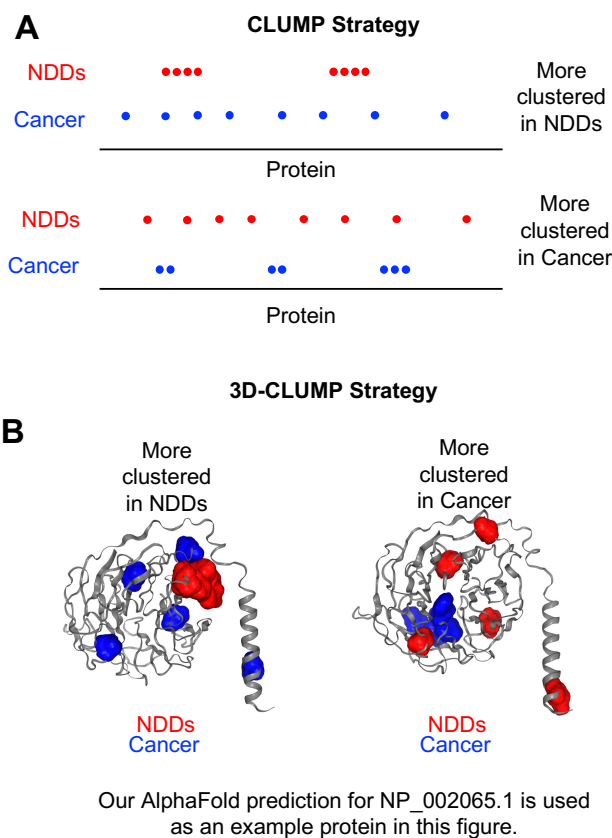 A
CLUMP Strategy
NDDs
Cancer
More
clustered
in NDDs
Protein
NDDs
Cancer
More
clustered
in Cancer
Protein
3D-CLUMP Strategy
B
More
clustered
in NDDs
More
clustered
in Cancer
NDDs
Cancer
NDDs
Cancer
Our AlphaFold prediction for NP_002065.1 is used
as an example protein in this figure.